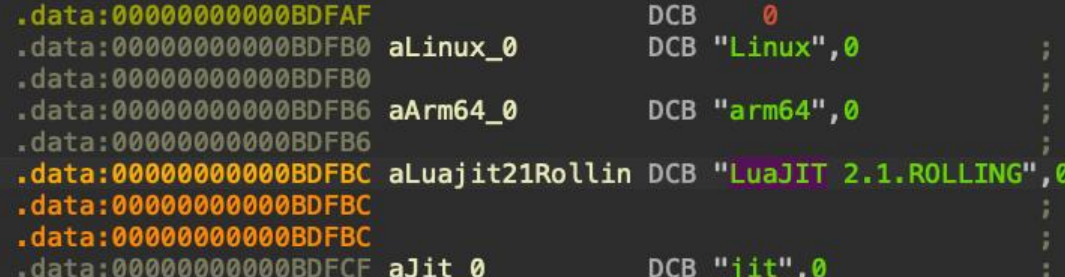 .data:00000000000BDFAF DCB 0
.data:00000000000BDFB0 aLinux_0 DCB "Linux",0 ;
.data:00000000000BDFB0 ;
.data:00000000000BDFB6 aArm64_0 DCB "arm64",0 ;
.data:00000000000BDFB6 ;
.data:00000000000BDFBC aLuajit21Rollin DCB "LuaJIT 2.1.ROLLING",0
.data:00000000000BDFBC ;
.data:00000000000BDFBC ;
.data:00000000000BDFCF aJit_0 DCB "jit",0 ;